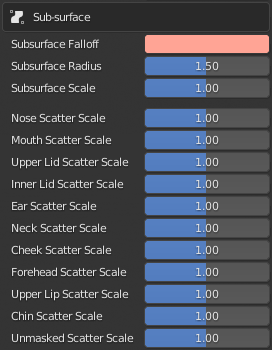 Sub-surface
Subsurface Falloff
Subsurface Radius 1.50
Subsurface Scale 1.00
Nose Scatter Scale 1.00
Mouth Scatter Scale 1.00
Upper Lid Scatter Scale 1.00
Inner Lid Scatter Scale 1.00
Ear Scatter Scale 1.00
Neck Scatter Scale 1.00
Cheek Scatter Scale 1.00
Forehead Scatter Scale 1.00
Upper Lip Scatter Scale 1.00
Chin Scatter Scale 1.00
Unmasked Scatter Scale 1.00